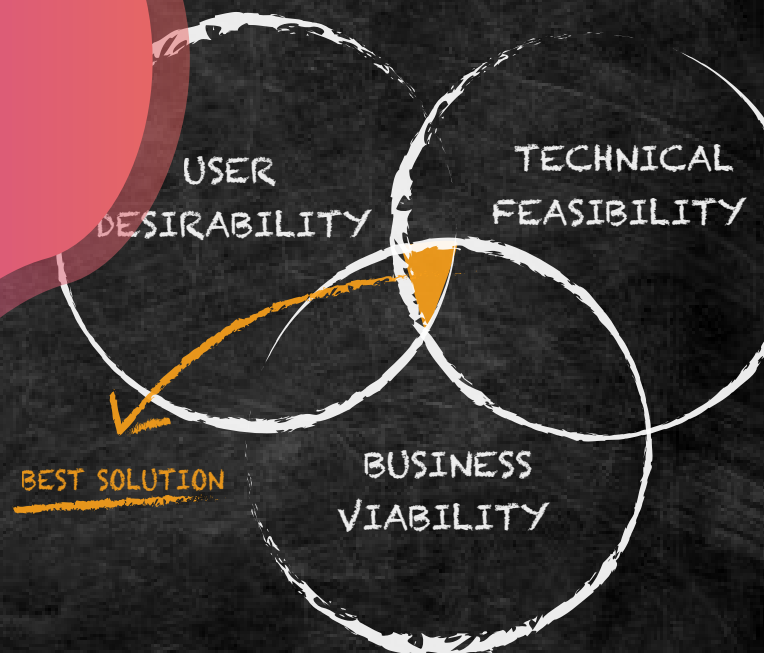 USER
DESIRABILITY
TECHNICAL
FEASIBILITY
BEST SOLUTION
BUSINESS
VIABILITY